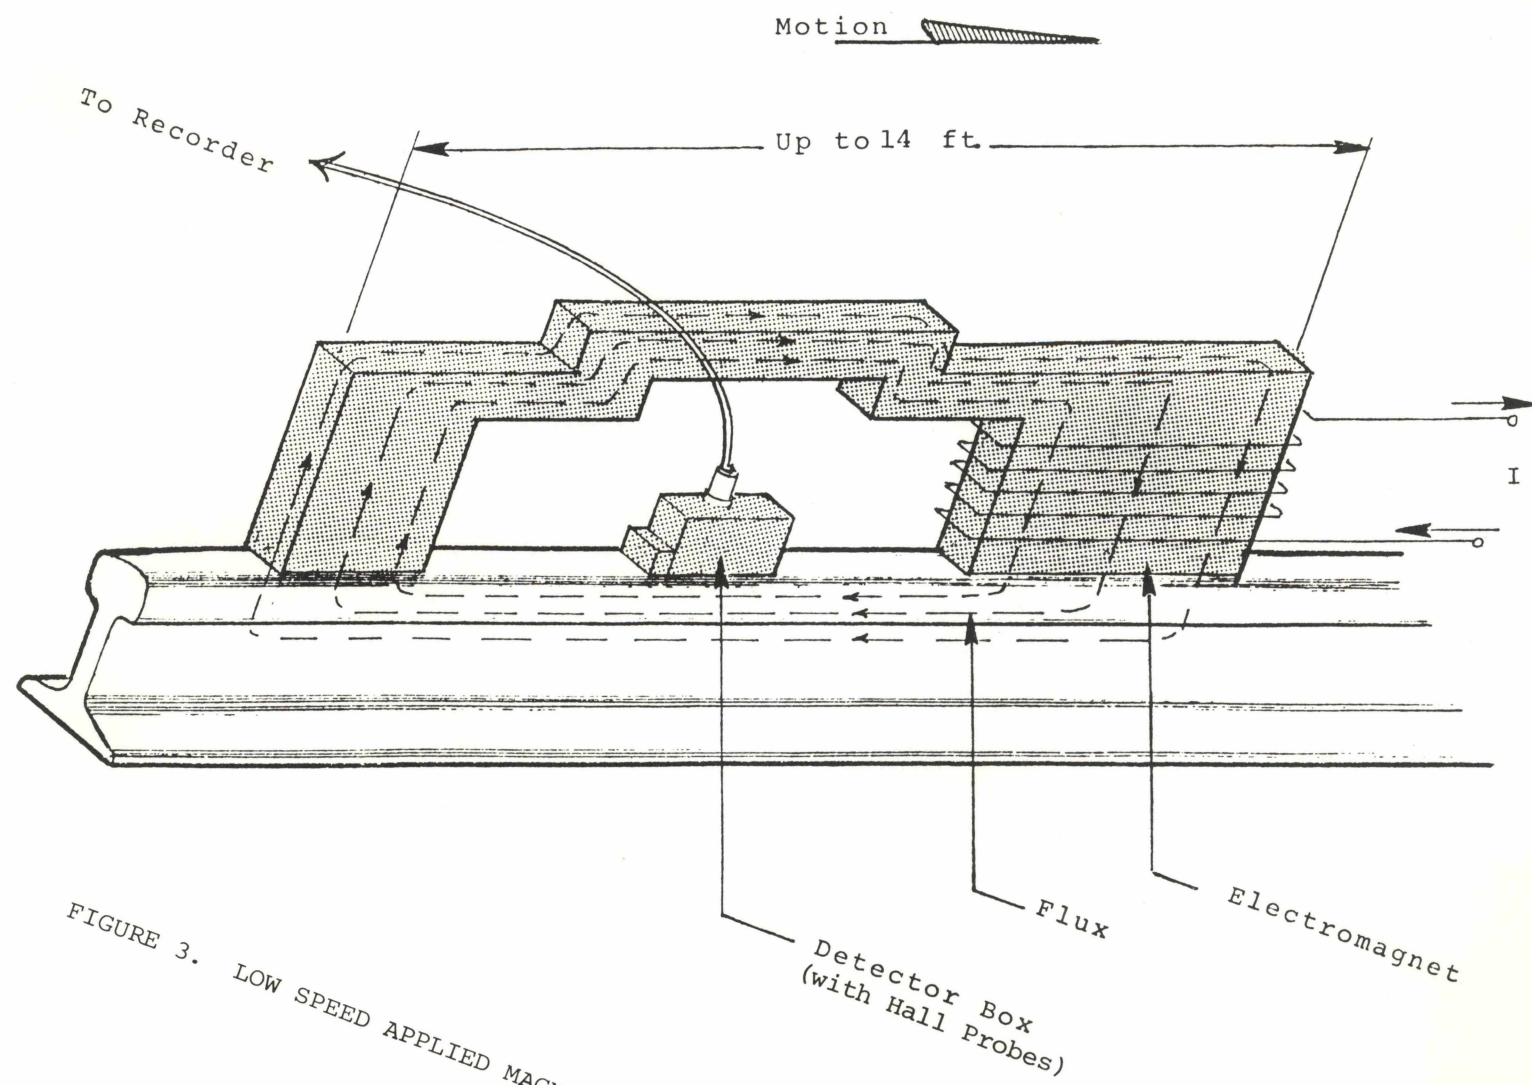 Motion
To Recorder
Up to 14 ft.
I
Flux
Electromagnet
Detector Box
(with Hall Probes)
FIGURE 3. LOW SPEED APPLIED